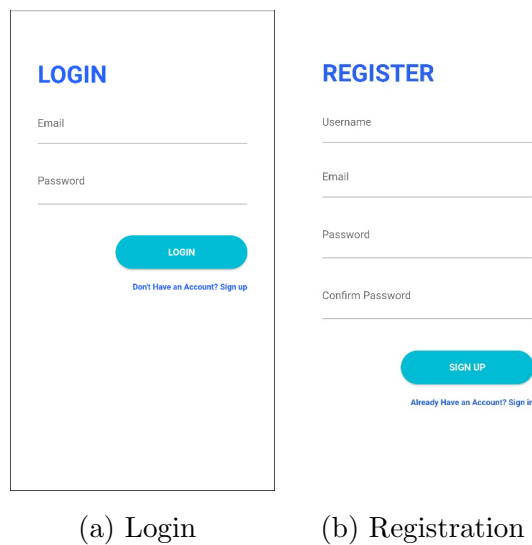 LOGIN
Email
Password
LOGIN
Don't Have an Account? Sign up
REGISTER
Username
Email
Password
Confirm Password
SIGN UP
Already Have an Account? Sign in
(a) Login
(b) Registration